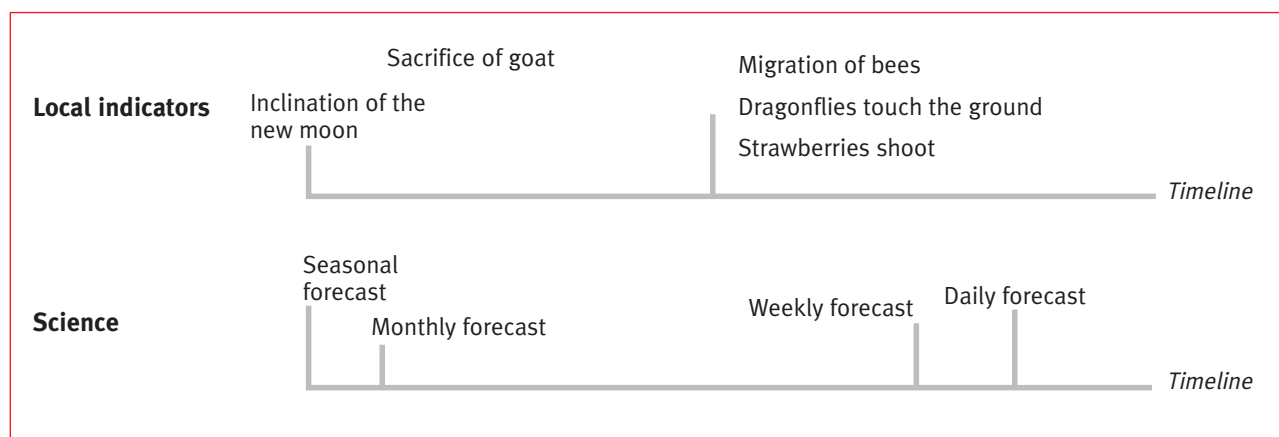 Sacrifice of goat
Local indicators
Inclination of the
new moon
Migration of bees
Dragonflies touch the ground
Strawberries shoot
Timeline
Science
Seasonal
forecast
Monthly forecast
Weekly forecast
Daily forecast
Timeline